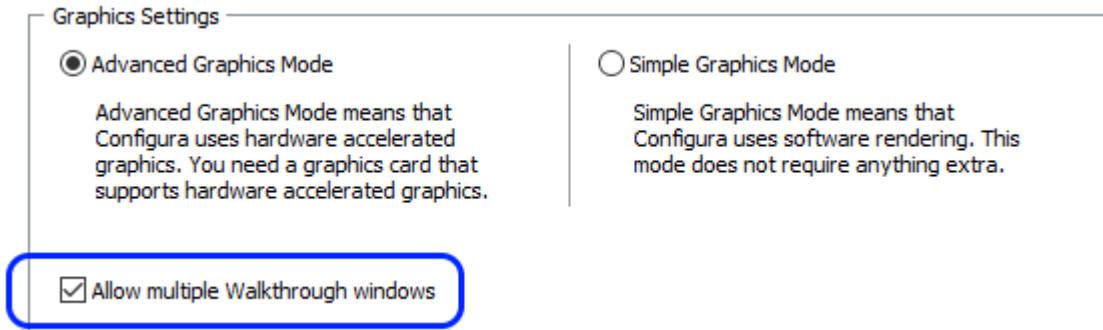 Graphics Settings
Advanced Graphics Mode
Advanced Graphics Mode means that
Configura uses hardware accelerated
graphics. You need a graphics card that
supports hardware accelerated graphics.
Simple Graphics Mode
Simple Graphics Mode means that
Configura uses software rendering. This
mode does not require anything extra.
Allow multiple Walkthrough windows